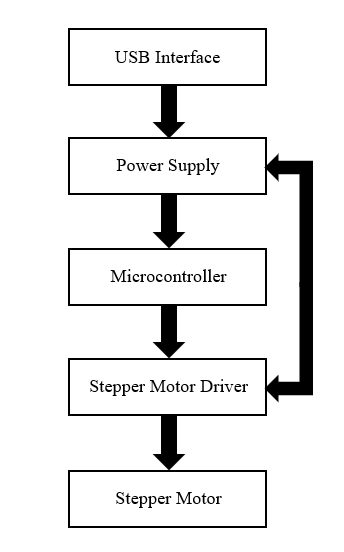 USB Interface
Power Supply
Microcontroller
Stepper Motor Driver
Stepper Motor